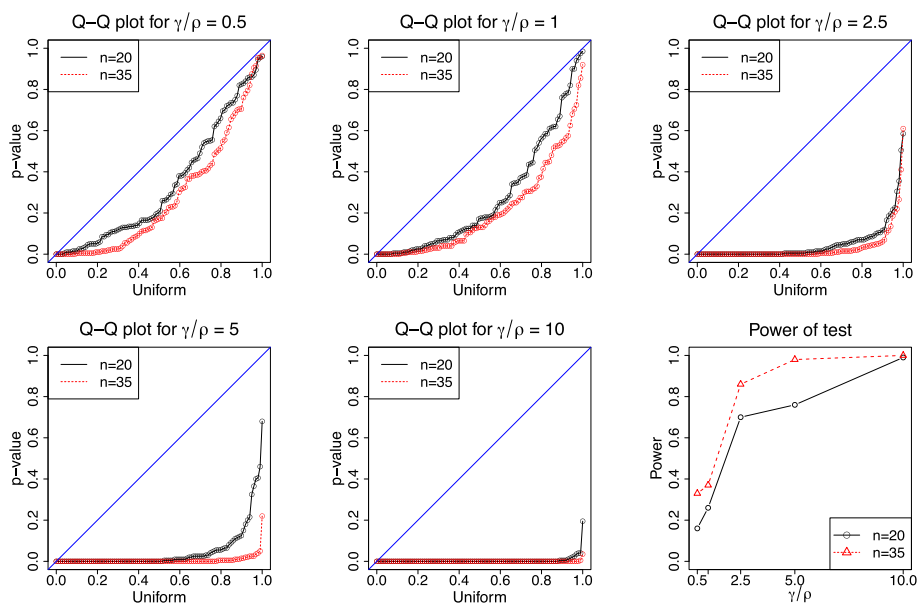 Q−Q plot for γ/ρ = 0.5
n=20
n=35
p−value
0.0 0.2 0.4 0.6 0.8 1.0
0.0 0.2 0.4 0.6 0.8 1.0
Uniform
Q−Q plot for γ/ρ = 1
n=20
n=35
p−value
0.0 0.2 0.4 0.6 0.8 1.0
0.0 0.2 0.4 0.6 0.8 1.0
Uniform
Q−Q plot for γ/ρ = 2.5
n=20
n=35
p−value
0.0 0.2 0.4 0.6 0.8 1.0
0.0 0.2 0.4 0.6 0.8 1.0
Uniform
Q−Q plot for γ/ρ = 5
n=20
n=35
p−value
0.0 0.2 0.4 0.6 0.8 1.0
0.0 0.2 0.4 0.6 0.8 1.0
Uniform
Q−Q plot for γ/ρ = 10
n=20
n=35
p−value
0.0 0.2 0.4 0.6 0.8 1.0
0.0 0.2 0.4 0.6 0.8 1.0
Uniform
Power of test
Power
0.0 0.2 0.4 0.6 0.8 1.0
n=20
n=35
0.5 1 2.5 5.0 10.0
γ/ρ